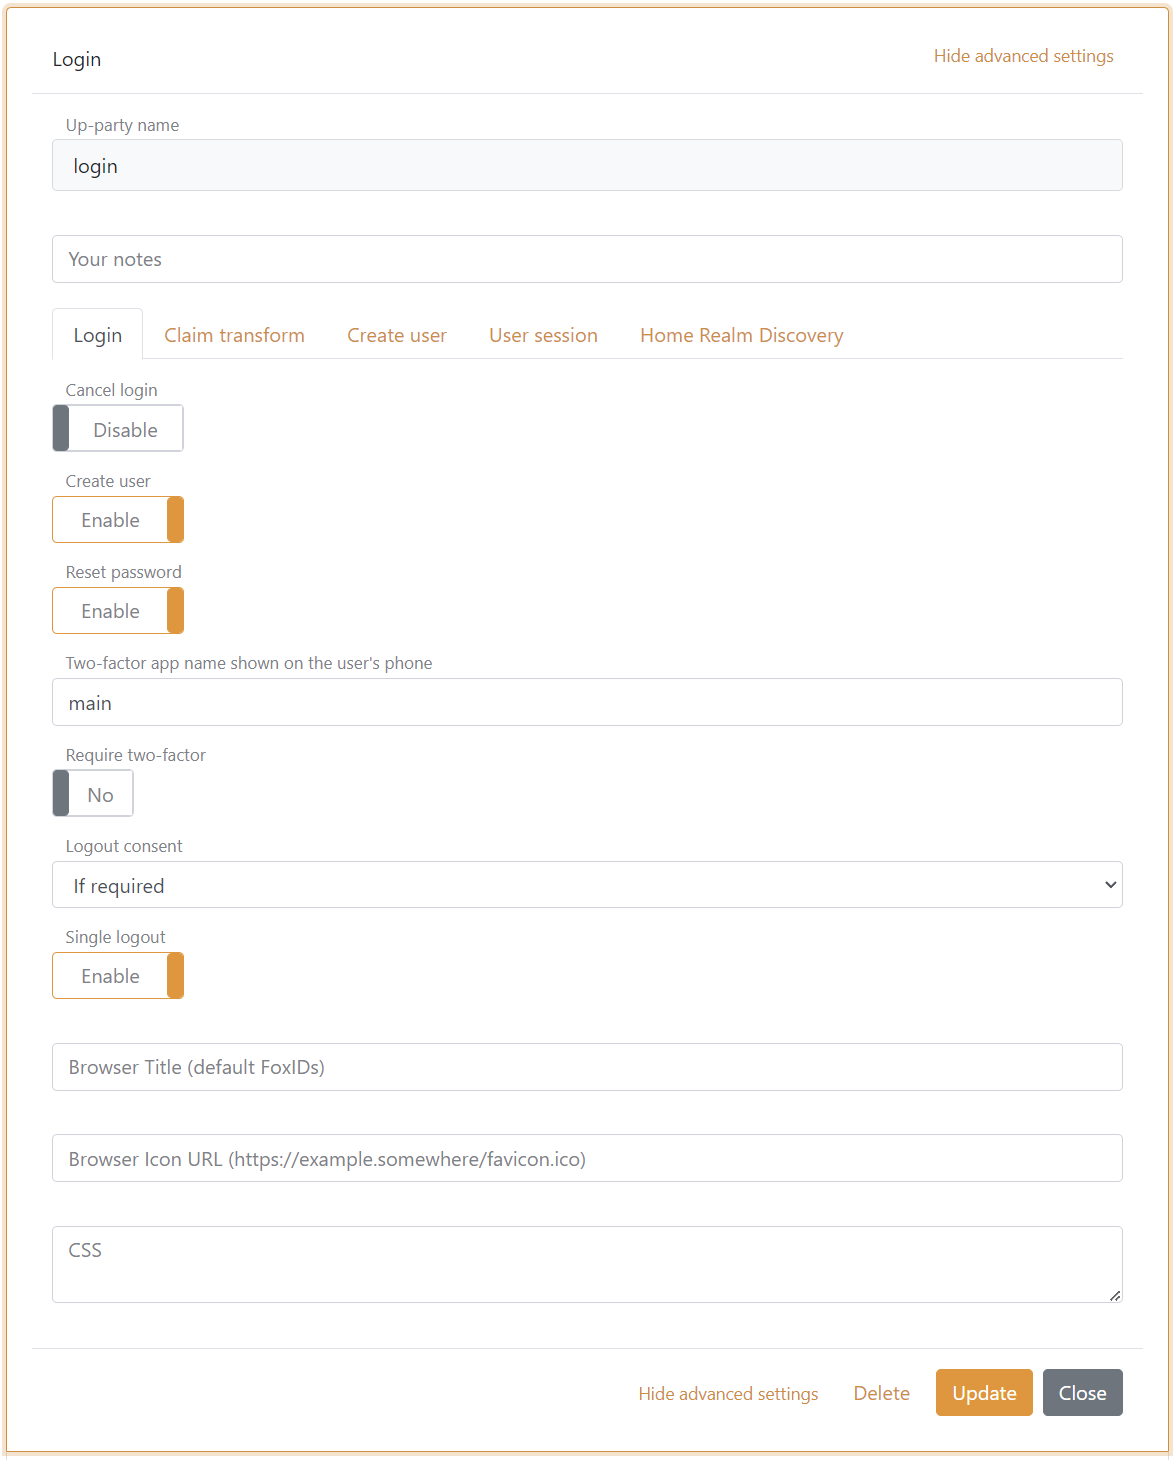 Login
Hide advanced settings
Up-party name
login
Your notes
Login Claim transform Create user User session Home Realm Discovery
Cancel login
Disable
Create user
Enable
Reset password
Enable
Two-factor app name shown on the user's phone
main
Require two-factor
No
Logout consent
If required
Single logout
Enable
Browser Title (default FoxIDs)
Browser Icon URL (https://example.somewhere/favicon.ico)
CSS
Hide advanced settings Delete Update Close